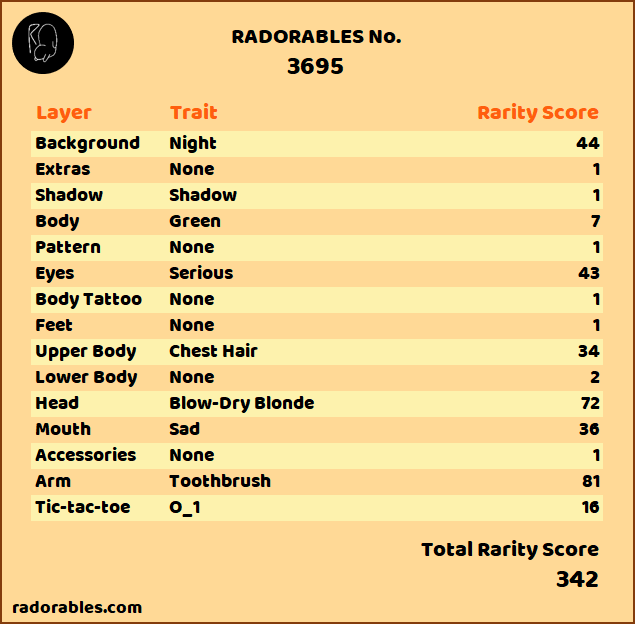 RADORABLES No.
3695
Layer Trait Rarity Score
Background Night 44
Extras None 1
Shadow Shadow 1
Body Green 7
Pattern None 1
Eyes Serious 43
Body Tattoo None 1
Feet None 1
Upper Body Chest Hair 34
Lower Body None 2
Head Blow-Dry Blonde 72
Mouth Sad 36
Accessories None 1
Arm Toothbrush 81
Tic-tac-toe O_1 16
Total Rarity Score
342
radorables.com